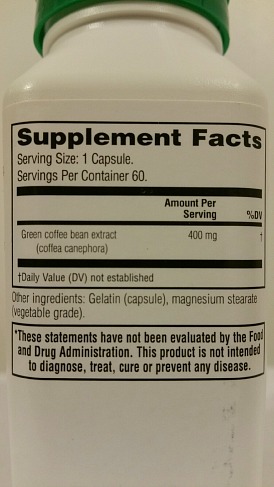 Supplement Facts
Serving Size: 1 Capsule.
Servings Per Container 60.
Amount Per
Serving %DV
Green coffee bean extract 400 mg †
(coffea canephora)
†Daily Value (DV) not established
Other ingredients: Gelatin (capsule), magnesium stearate
(vegetable grade).
*These statements have not been evaluated by the Food
and Drug Administration. This product is not intended
to diagnose, treat, cure or prevent any disease.